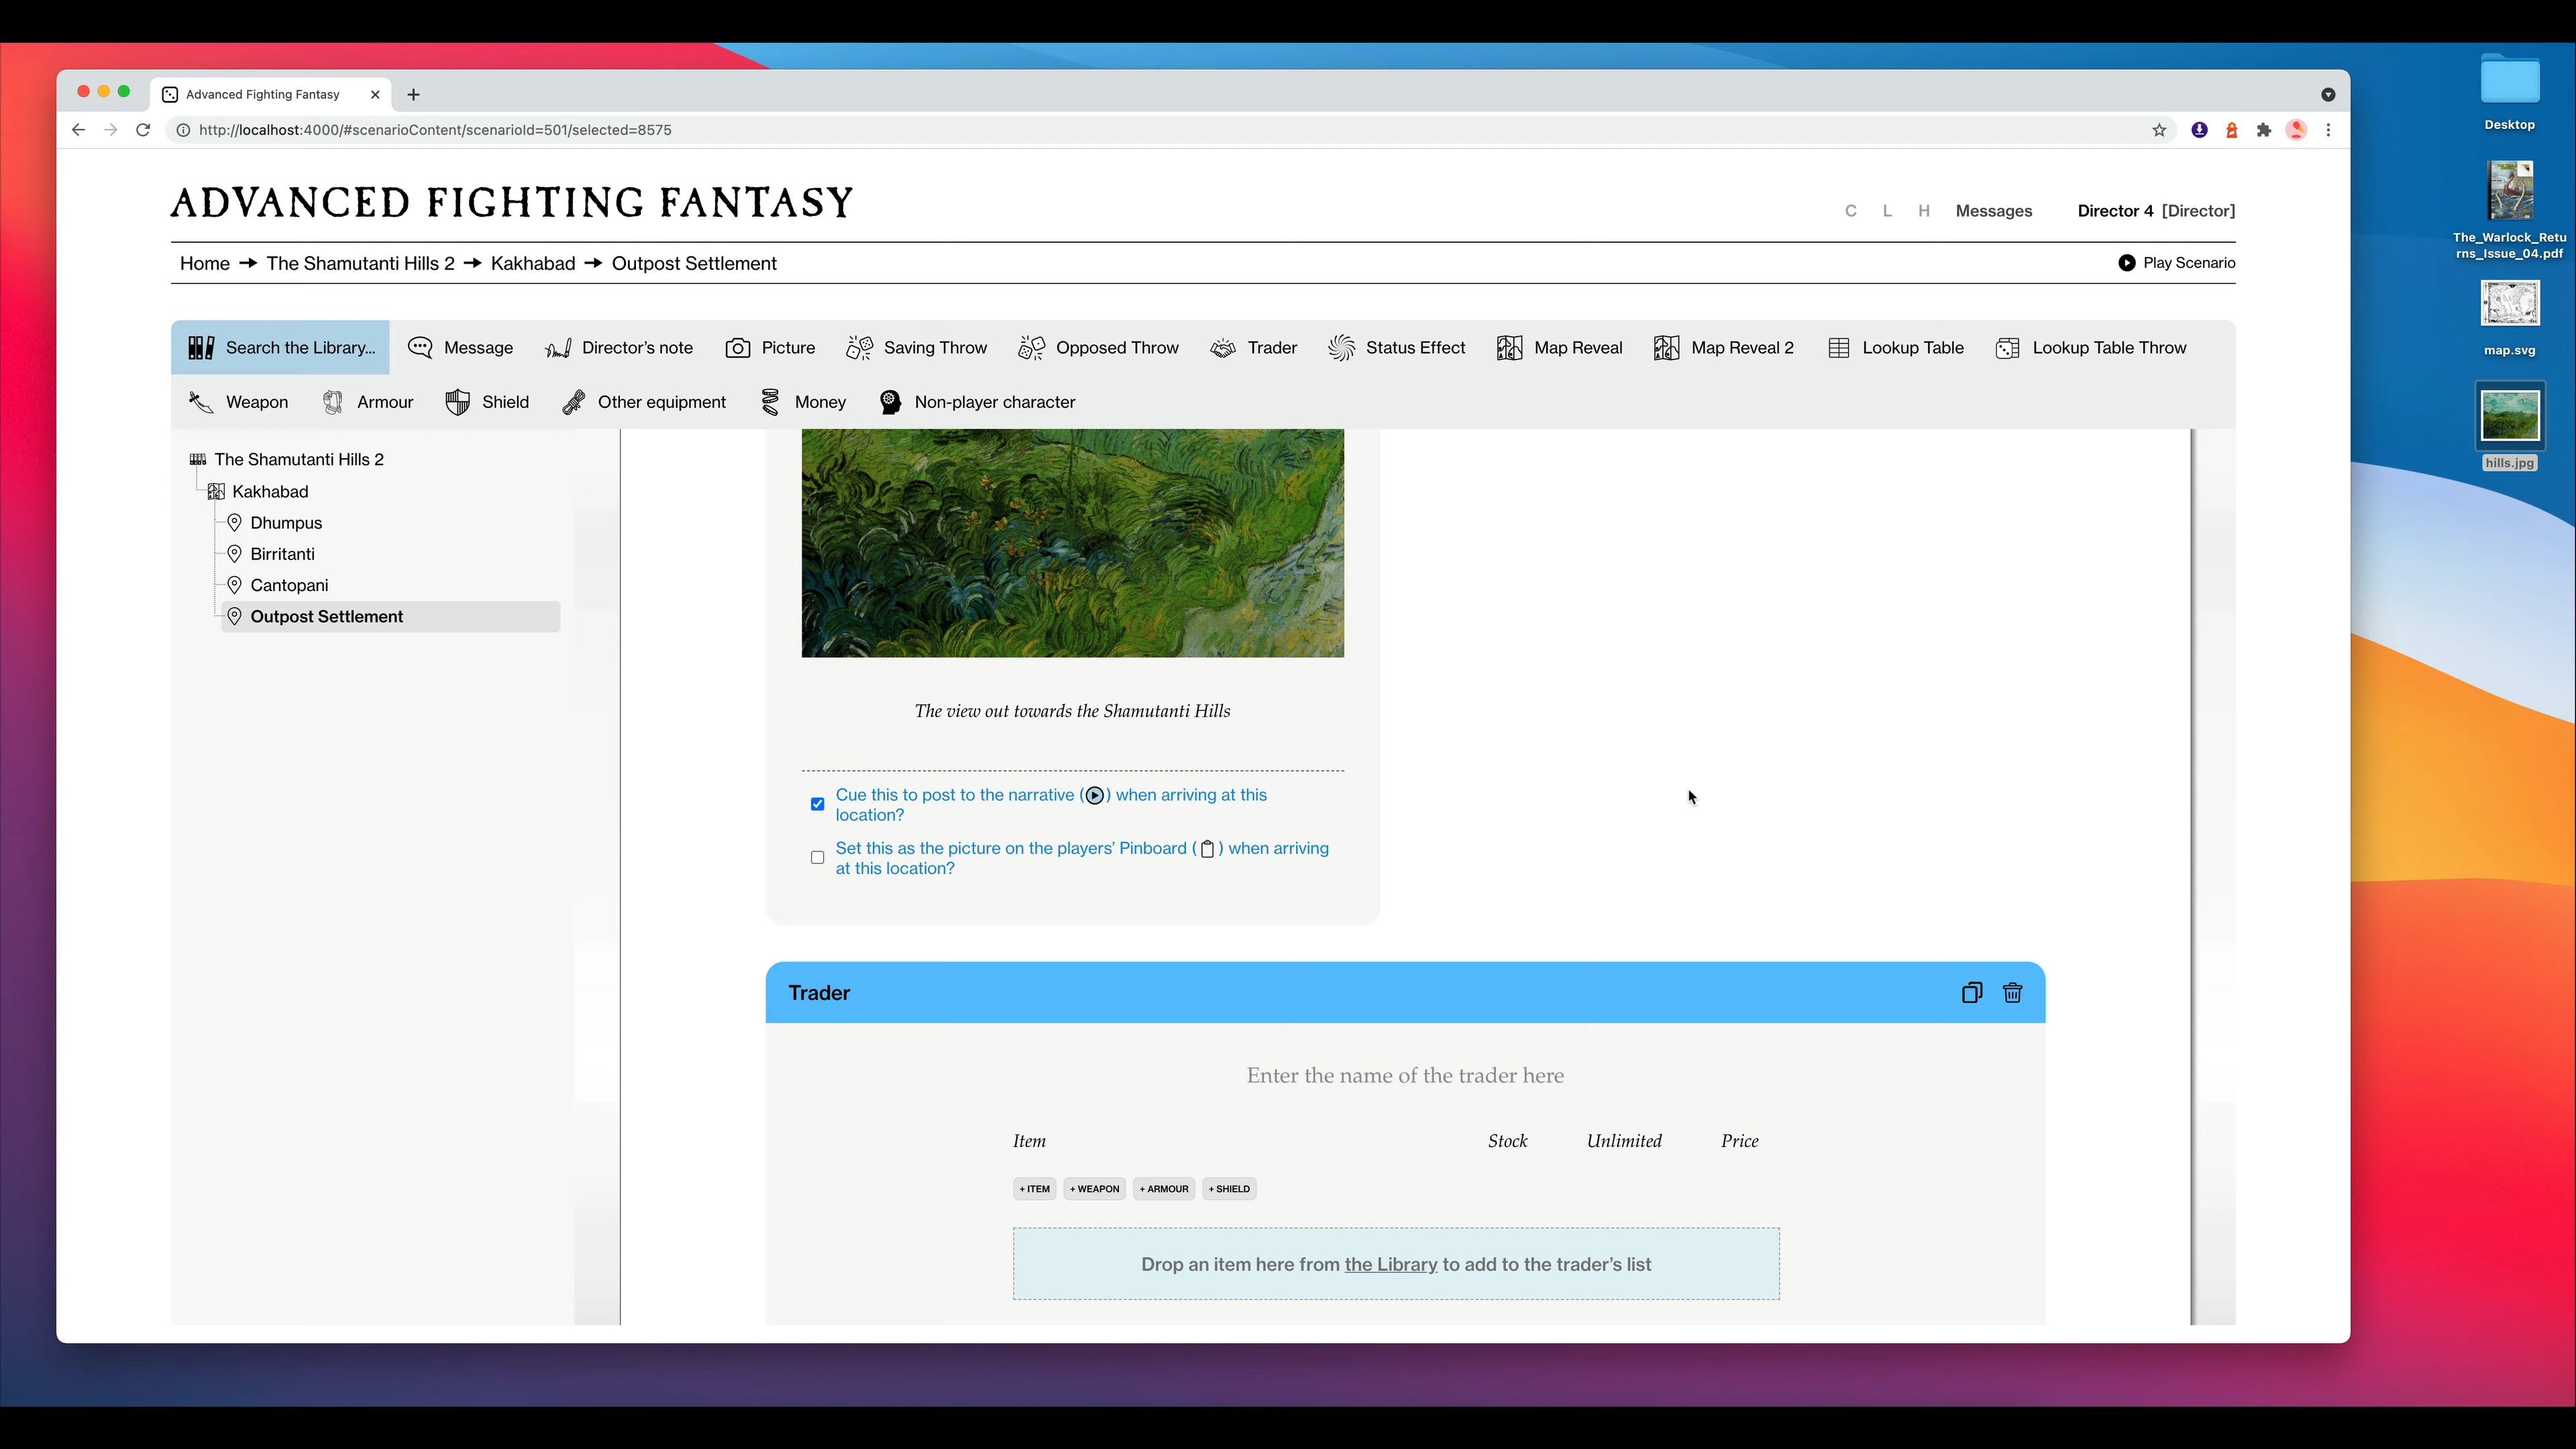 Advanced Fighting Fantasy
http://localhost:4000/#scenarioContent/scenarioId=501/selected=8575
ADVANCED FIGHTING FANTASY
C L H Messages Director 4 [Director]
Home → The Shamutanti Hills 2 → Kakhabad → Outpost Settlement
Play Scenario
Search the Library... Message Director's note Picture Saving Throw Opposed Throw Trader Status Effect Map Reveal Map Reveal 2 Lookup Table Lookup Table Throw
Weapon Armour Shield Other equipment Money Non-player character
The Shamutanti Hills 2
Kakhabad
Dhumpus
Birritanti
Cantopani
Outpost Settlement
The view out towards the Shamutanti Hills
Cue this to post to the narrative ( ) when arriving at this
location?
Set this as the picture on the players' Pinboard ( ) when arriving
at this location?
Trader
Enter the name of the trader here
Item Stock Unlimited Price
+ ITEM + WEAPON + ARMOUR + SHIELD
Drop an item here from the Library to add to the trader's list
Desktop
The_Warlock_Retu
rns_Issue_04.pdf
map.svg
hills.jpg